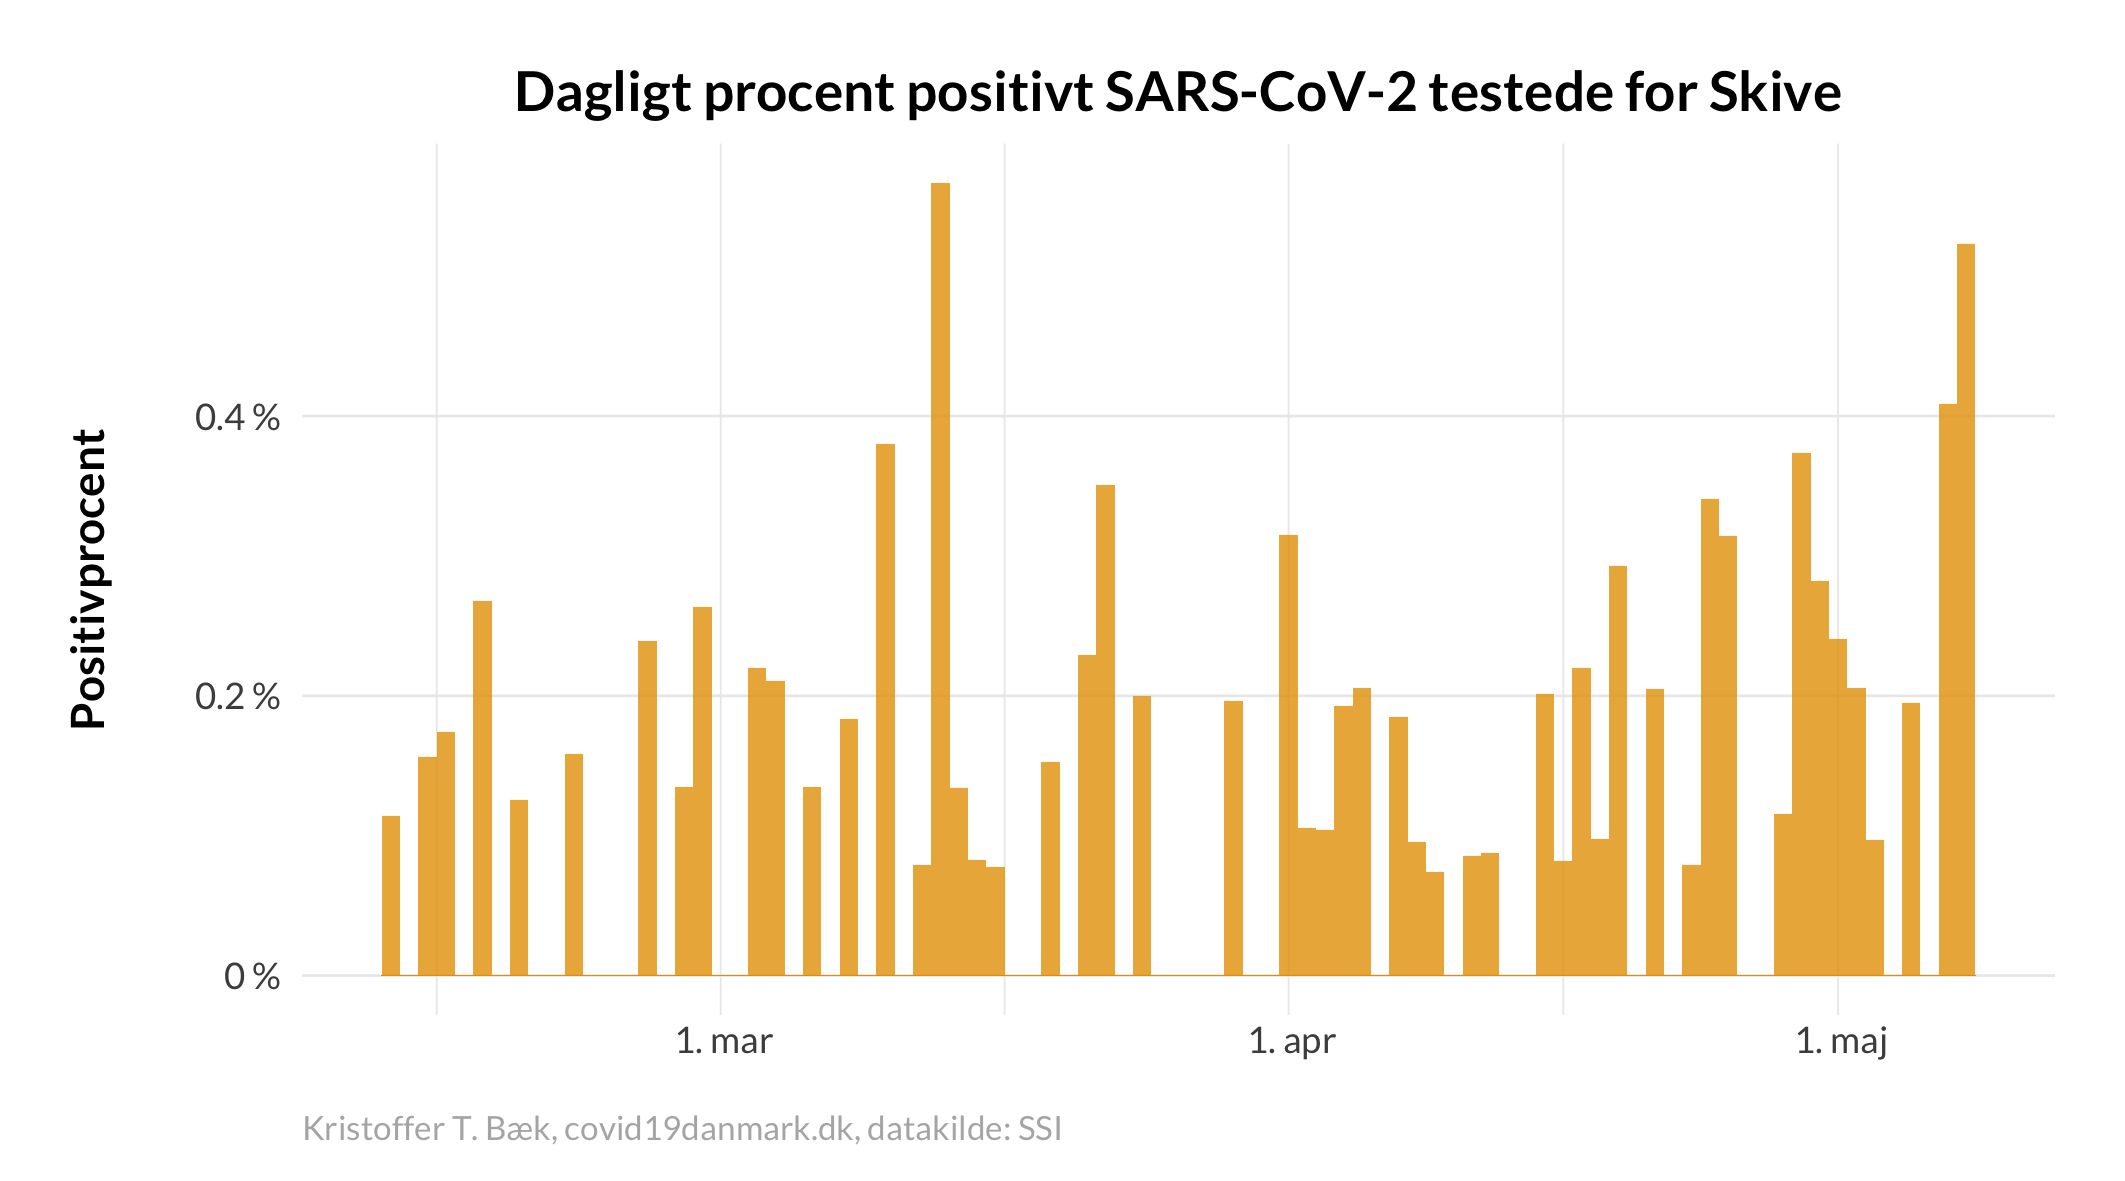 Dagligt procent positivt SARS-CoV-2 testede for Skive
Positivprocent
0.4 %
0.2 %
0 %
1. mar
1. apr
1. maj
Kristoffer T. Bæk, covid19danmark.dk, datakilde: SSI